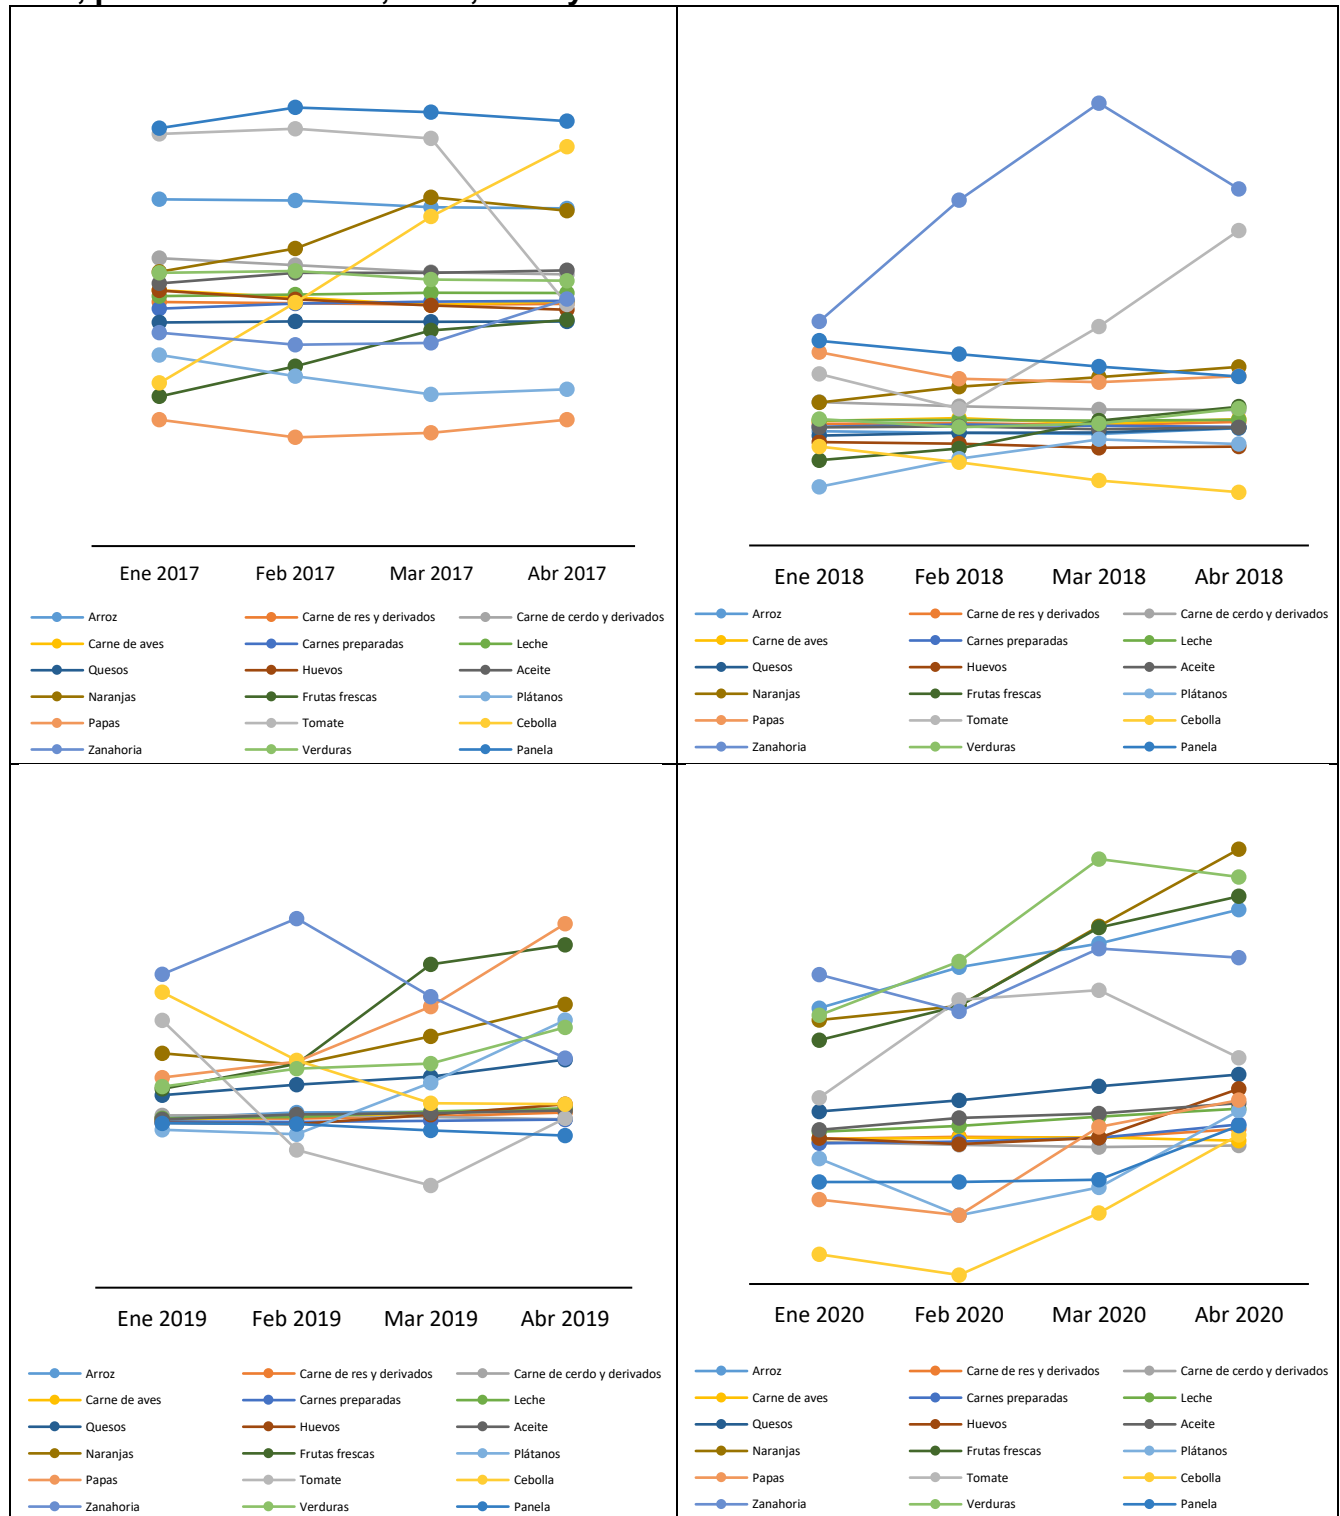 Ene 2017 Feb 2017 Mar 2017 Abr 2017
Arroz Carne de res y derivados Carne de cerdo y derivados
Carne de aves Carnes preparadas Leche
Quesos Huevos Aceite
Naranjas Frutas frescas Plátanos
Papas Tomate Cebolla
Zanahoria Verduras Panela
Ene 2018 Feb 2018 Mar 2018 Abr 2018
Arroz Carne de res y derivados Carne de cerdo y derivados
Carne de aves Carnes preparadas Leche
Quesos Huevos Aceite
Naranjas Frutas frescas Plátanos
Papas Tomate Cebolla
Zanahoria Verduras Panela
Ene 2019 Feb 2019 Mar 2019 Abr 2019
Arroz Carne de res y derivados Carne de cerdo y derivados
Carne de aves Carnes preparadas Leche
Quesos Huevos Aceite
Naranjas Frutas frescas Plátanos
Papas Tomate Cebolla
Zanahoria Verduras Panela
Ene 2020 Feb 2020 Mar 2020 Abr 2020
Arroz Carne de res y derivados Carne de cerdo y derivados
Carne de aves Carnes preparadas Leche
Quesos Huevos Aceite
Naranjas Frutas frescas Plátanos
Papas Tomate Cebolla
Zanahoria Verduras Panela